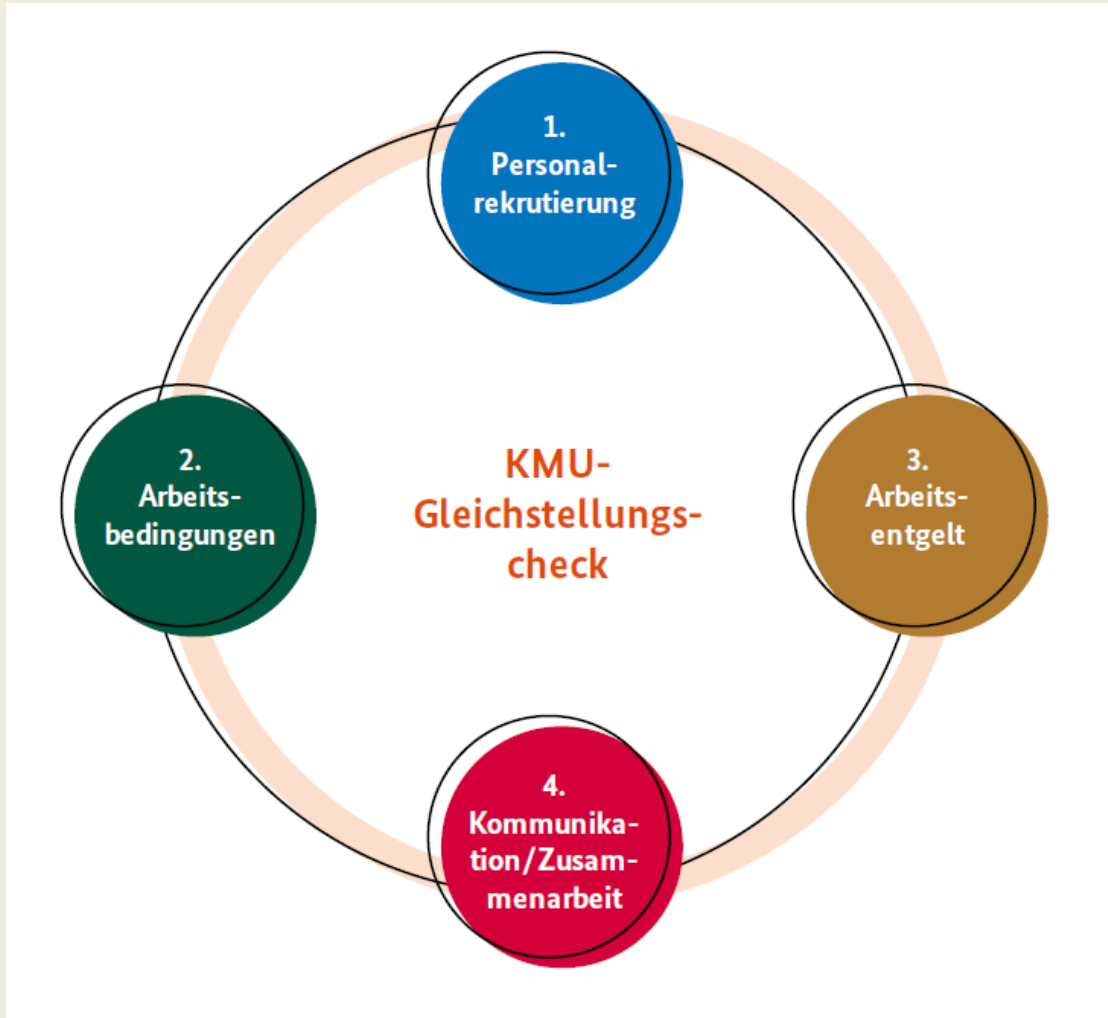 1.
Personal-
rekrutierung
2.
Arbeits-
bedingungen
KMU-
Gleichstellungs-
check
3.
Arbeits-
entgelt
4.
Kommunika-
tion/Zusam-
menarbeit